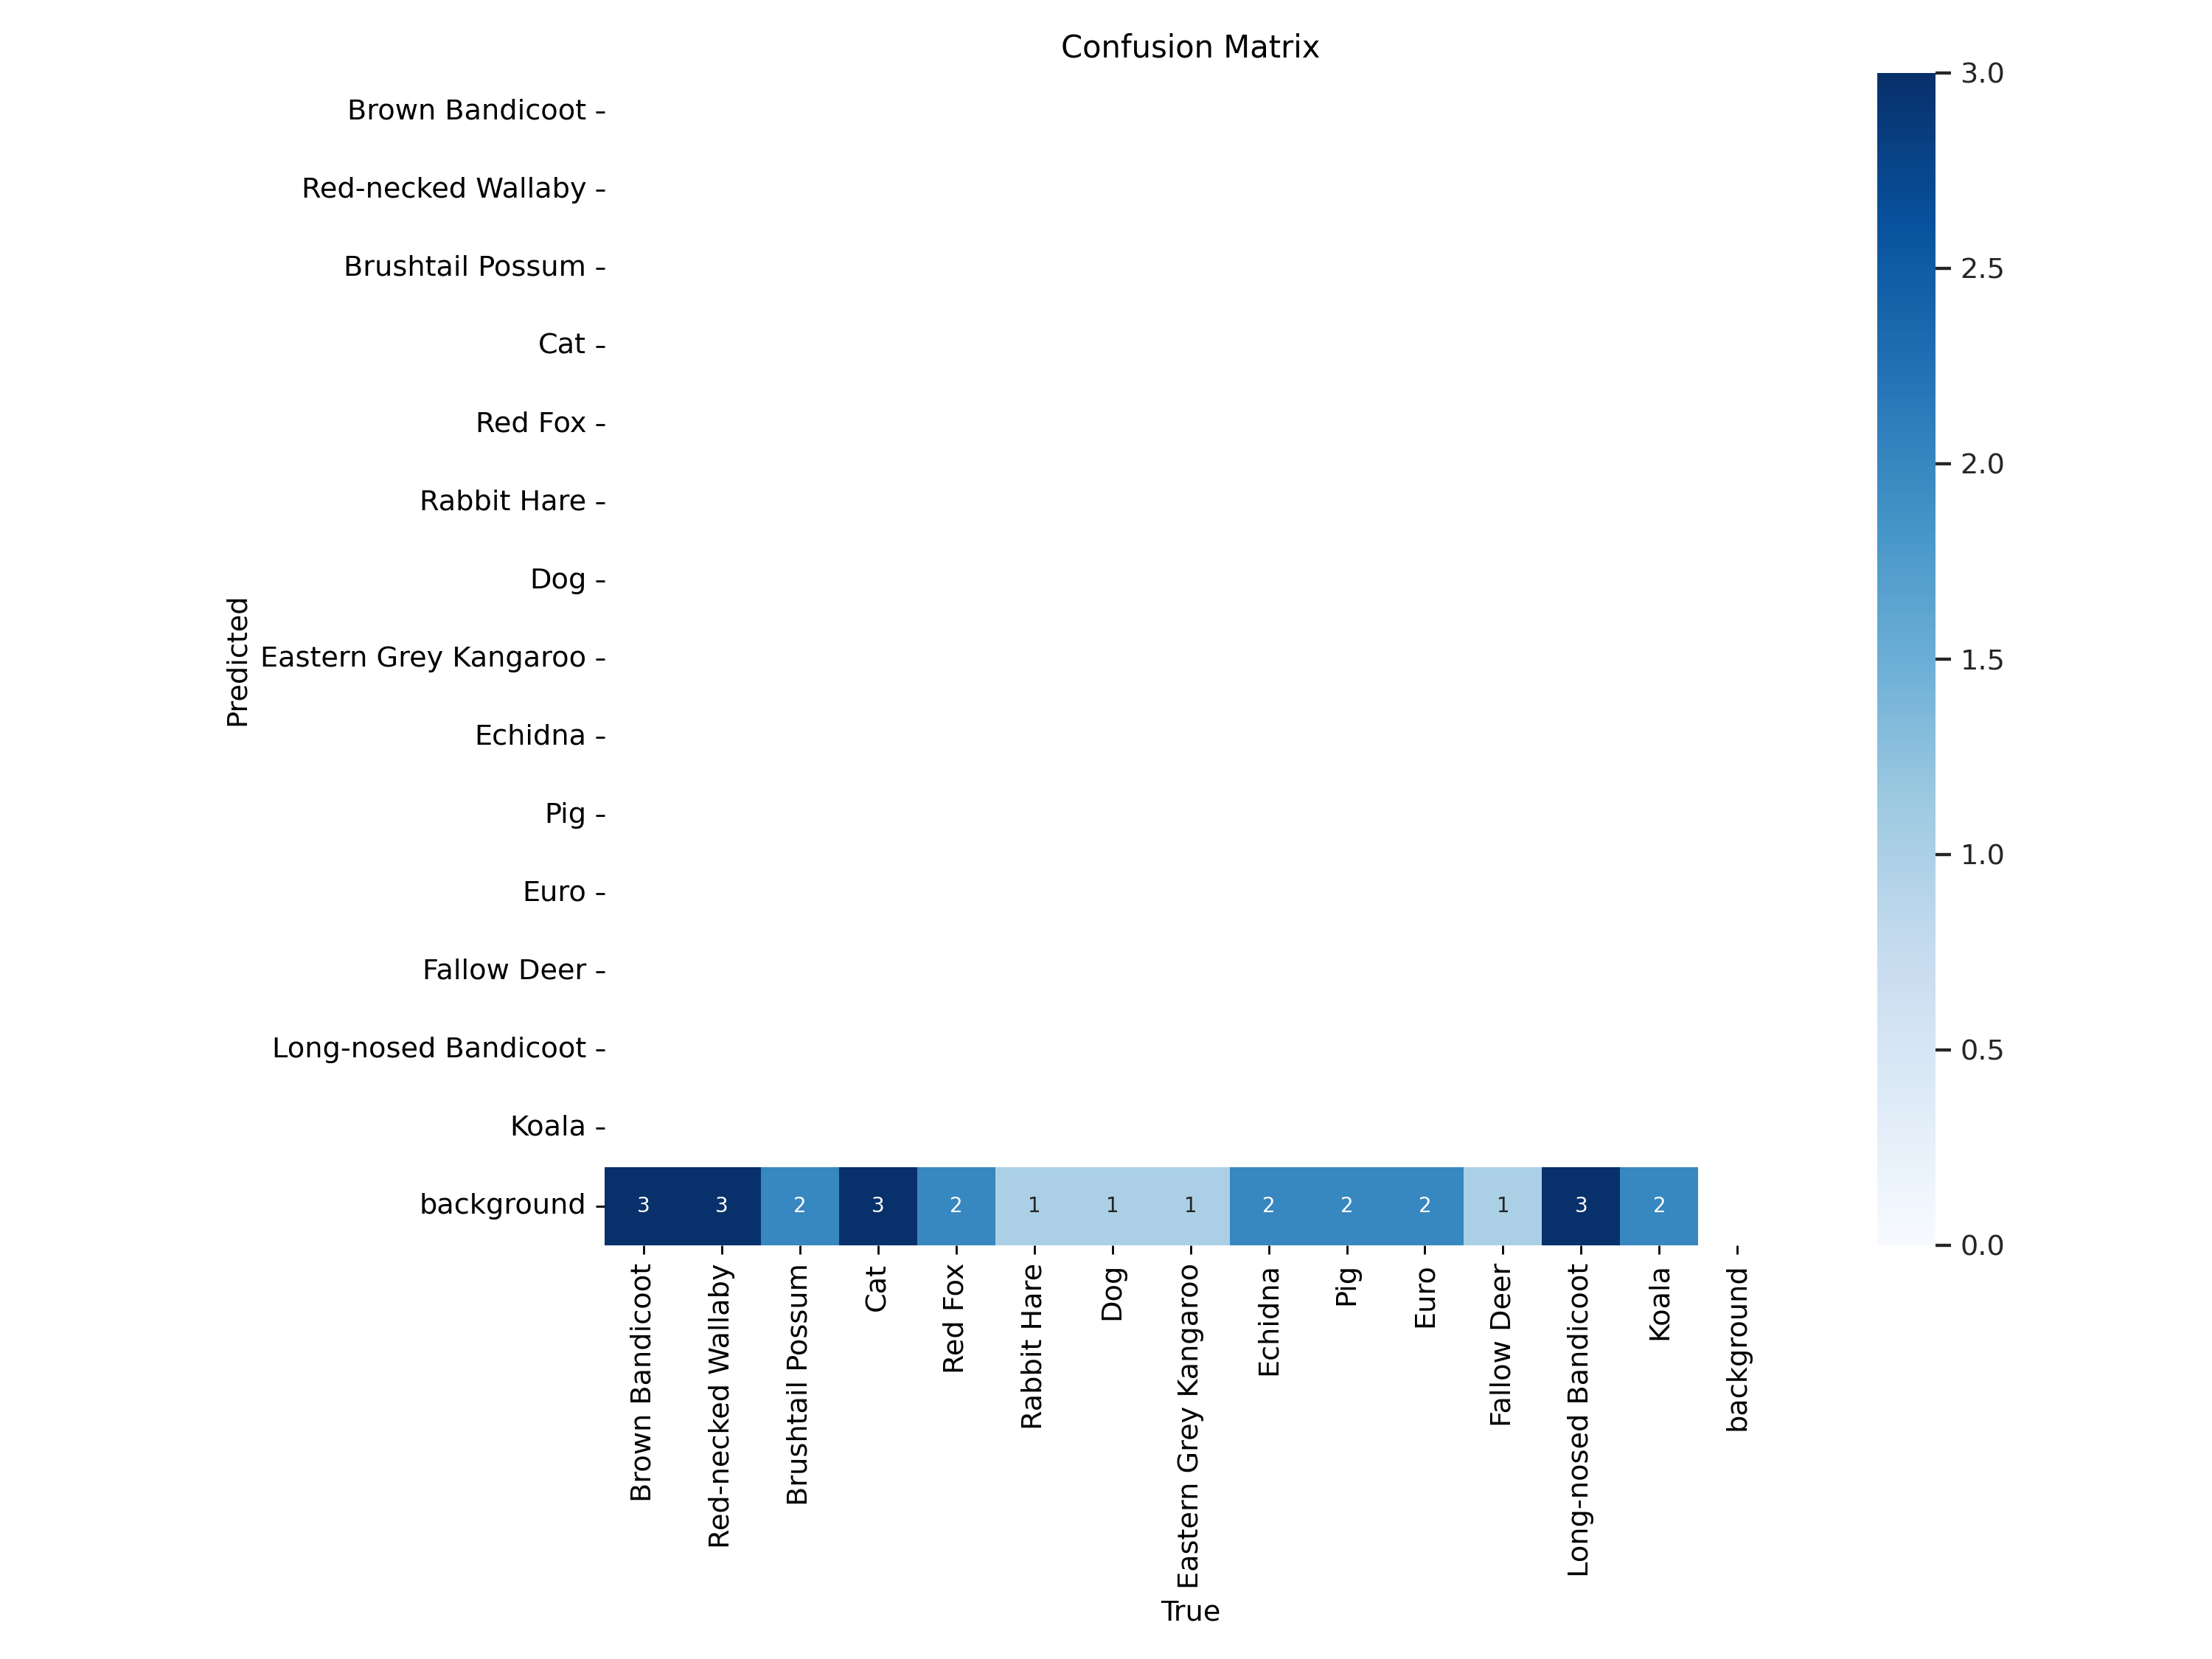 Confusion Matrix
Predicted
Brown Bandicoot
Red-necked Wallaby
Brushtail Possum
Cat
Red Fox
Rabbit Hare
Dog
Eastern Grey Kangaroo
Echidna
Pig
Euro
Fallow Deer
Long-nosed Bandicoot
Koala
background
3 3 2 3 2 1 1 1 2 2 2 1 3 2
Brown Bandicoot
Red-necked Wallaby
Brushtail Possum
Cat
Red Fox
Rabbit Hare
Dog
Eastern Grey Kangaroo
Echidna
Pig
Euro
Fallow Deer
Long-nosed Bandicoot
Koala
background
True
3.0
2.5
2.0
1.5
1.0
0.5
0.0